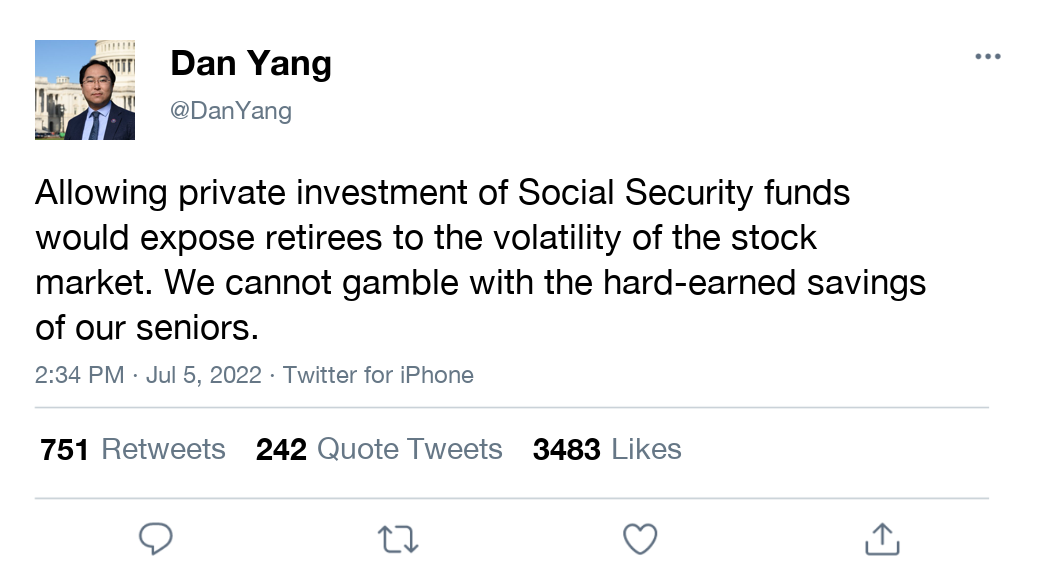 Dan Yang
@DanYang
Allowing private investment of Social Security funds
would expose retirees to the volatility of the stock
market. We cannot gamble with the hard-earned savings
of our seniors.
2:34 PM · Jul 5, 2022 · Twitter for iPhone
751 Retweets 242 Quote Tweets 3483 Likes